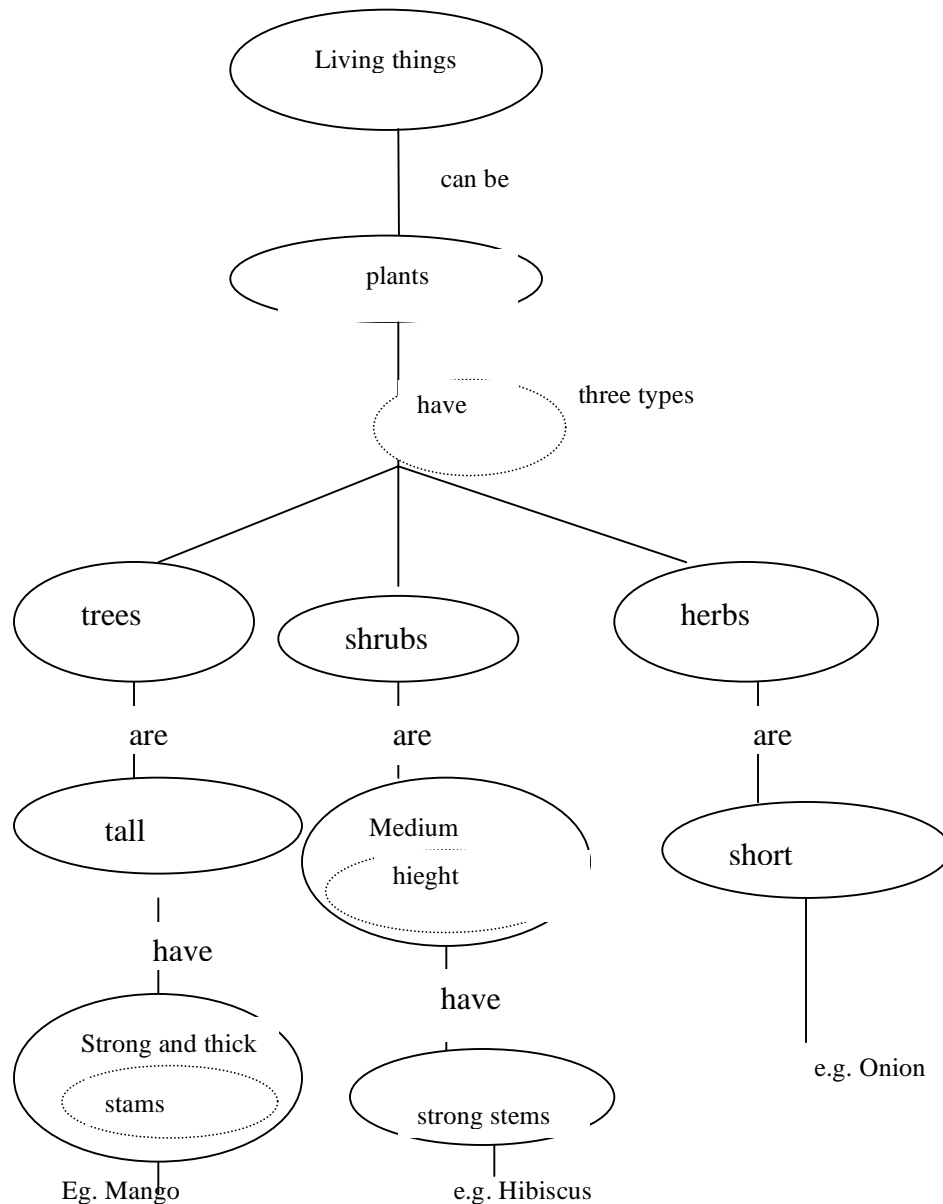 Living things
can be
plants
have
three types
trees
shrubs
herbs
are
are
are
tall
Medium
hieght
short
have
have
Strong and thick
stams
strong stems
e.g. Onion
Eg. Mango
e.g. Hibiscus